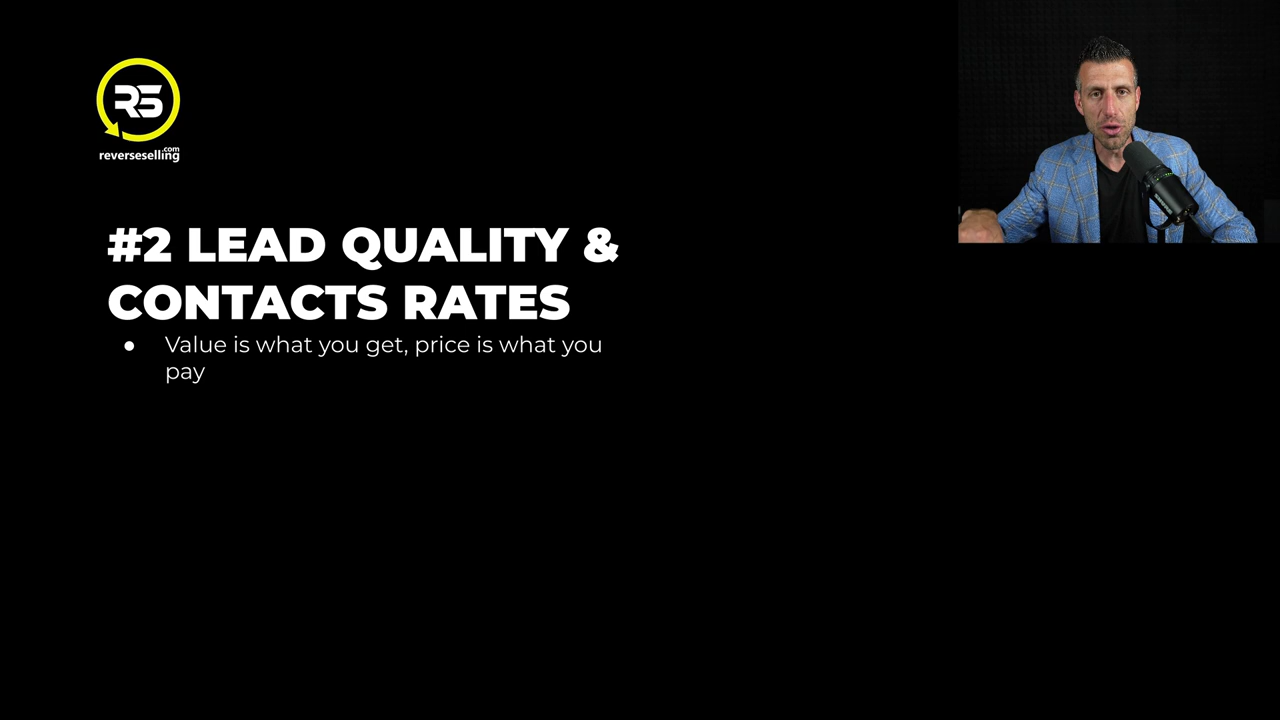 RS
.com
reverseselling
#2 LEAD QUALITY &
CONTACTS RATES
● Value is what you get, price is what you
pay